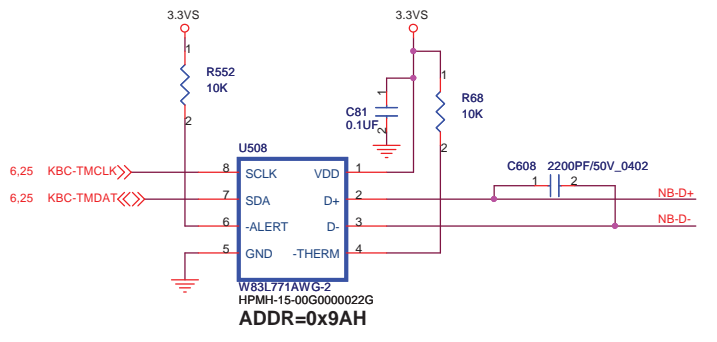 3.3VS
3.3VS
1
R552
10K
2
1
C81
0.1UF
2
1
R68
10K
2
U508
6,25 KBC-TMCLK
8 SCLK
VDD 1
C608 2200PF/50V_0402
1 2
6,25 KBC-TMDAT
7 SDA
D+ 2
NB-D+
6 -ALERT
D- 3
NB-D-
5 GND
-THERM 4
W83L771AWG-2
HPMH-15-00G0000022G
ADDR=0x9AH